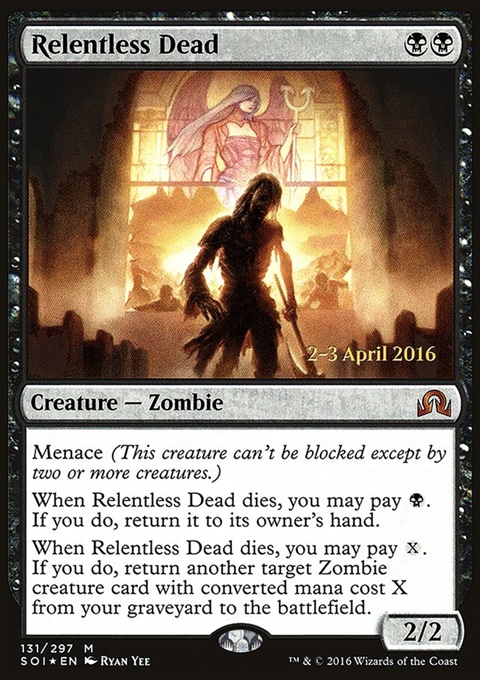 Relentless Dead
2–3 April 2016
Creature — Zombie
Menace (This creature can't be blocked except by
two or more creatures.)
When Relentless Dead dies, you may pay .
If you do, return it to its owner's hand.
When Relentless Dead dies, you may pay X.
If you do, return another target Zombie
creature card with converted mana cost X
from your graveyard to the battlefield.
2/2
131/297 M
SOI★EN Ryan Yee
™ & © 2016 Wizards of the Coast